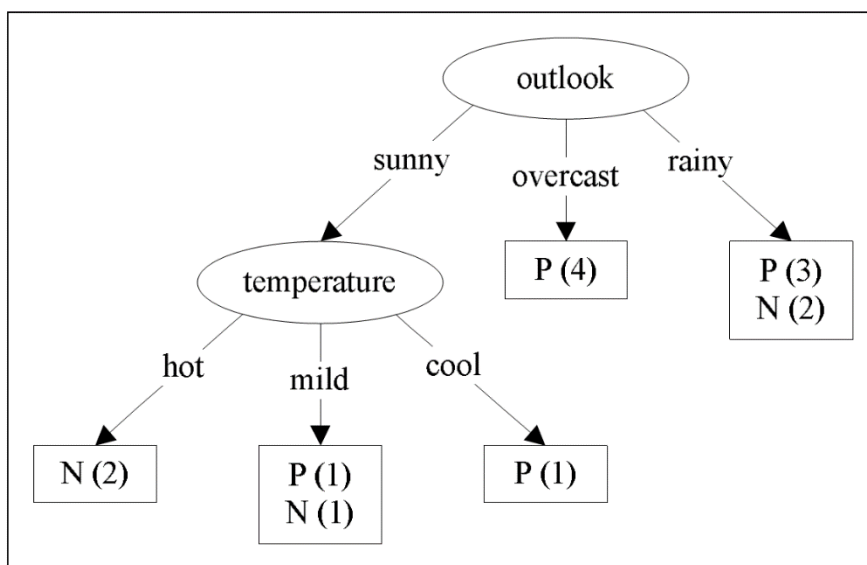 outlook
sunny
overcast
rainy
temperature
P (4)
P (3)
N (2)
hot
mild
cool
N (2)
P (1)
N (1)
P (1)